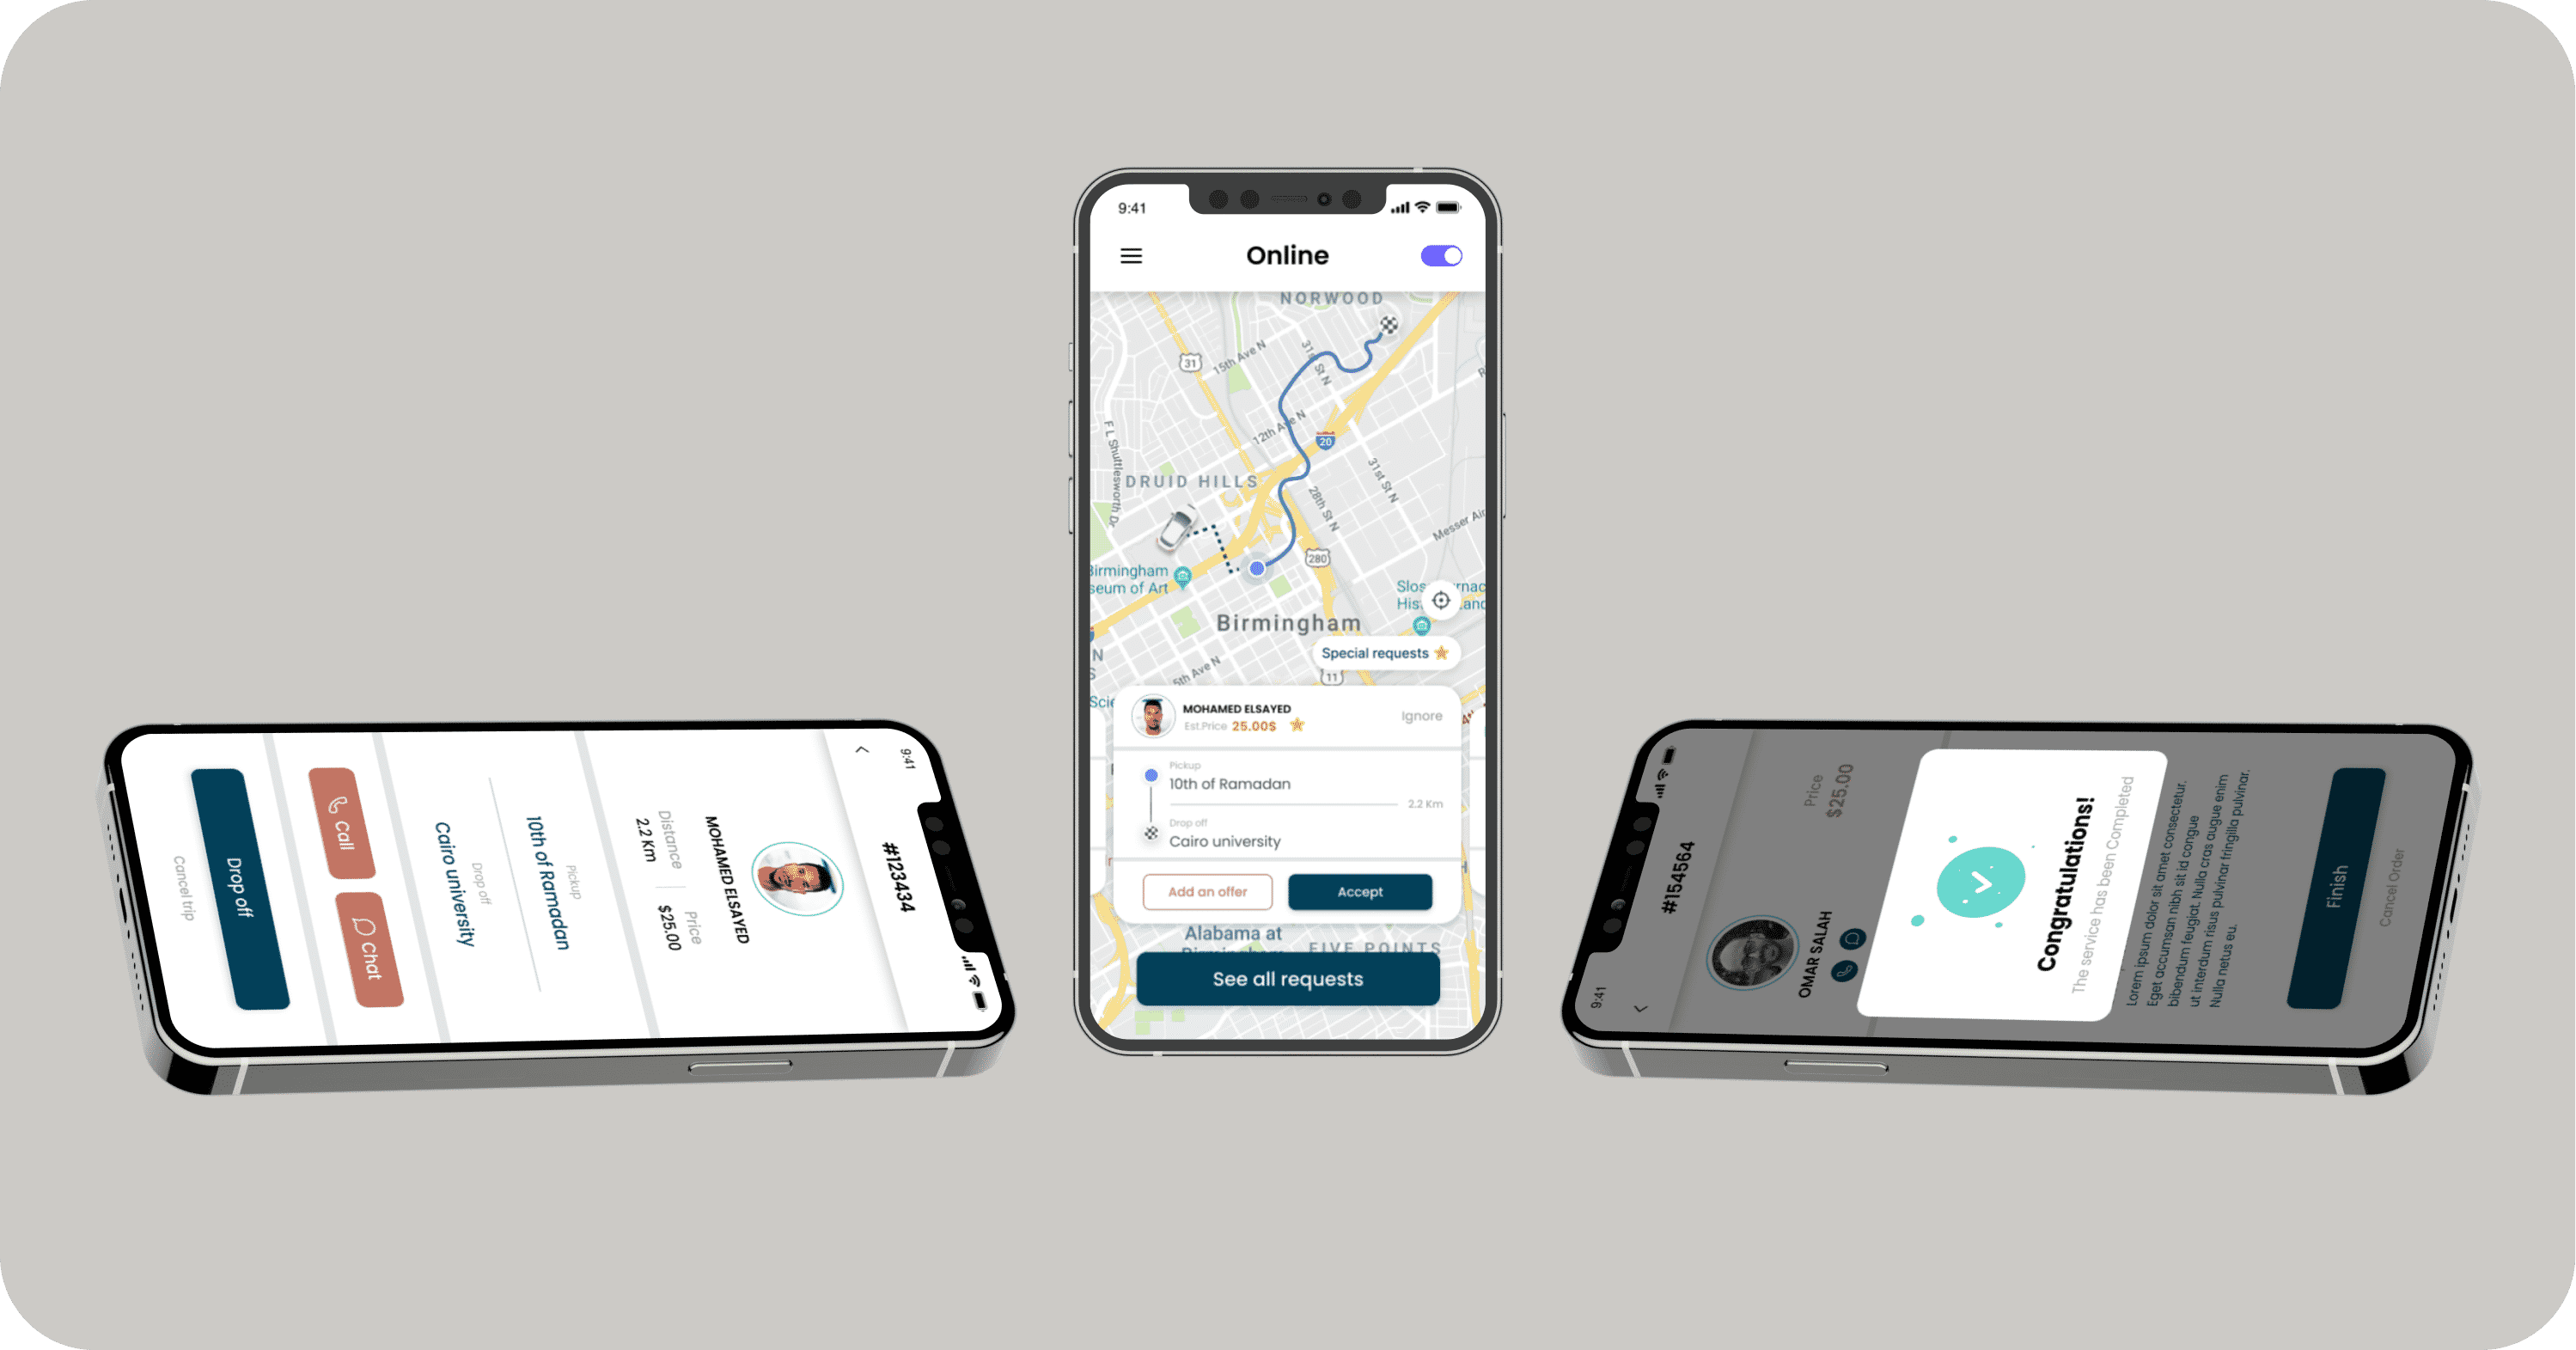 9:41
#123434
MOHAMED ELSAYED
Distance
2.2 Km
Price
$25.00
Pickup
10th of Ramadan
Drop off
Cairo university
Call
Chat
Drop off
Cancel trip
9:41
Online
NORWOOD
31
15th Ave N
31st St N
12th Ave N
20
F L Shuttlesworth Dr
DRUID HILLS
31st St N
28th St N
Messer Air
280
Birmingham
seum of Art
Birmingham
Special requests
5th Ave N
11
MOHAMED ELSAYED
Est.Price 25.00$
Ignore
Pickup
10th of Ramadan
2.2 Km
Drop off
Cairo university
Add an offer
Accept
Alabama at
FIVE POINTS
See all requests
9:41
#154564
OMAR SALAH
Price
$25.00
Congratulations!
The service has been Completed
Lorem ipsum dolor sit amet consectetur.
Eget accumsan nibh sit id congue
bibendum feugiat. Nulla cras augue enim
ut interdum risus pulvinar fringilla pulvinar.
Nulla netus eu.
Finish
Cancel Order